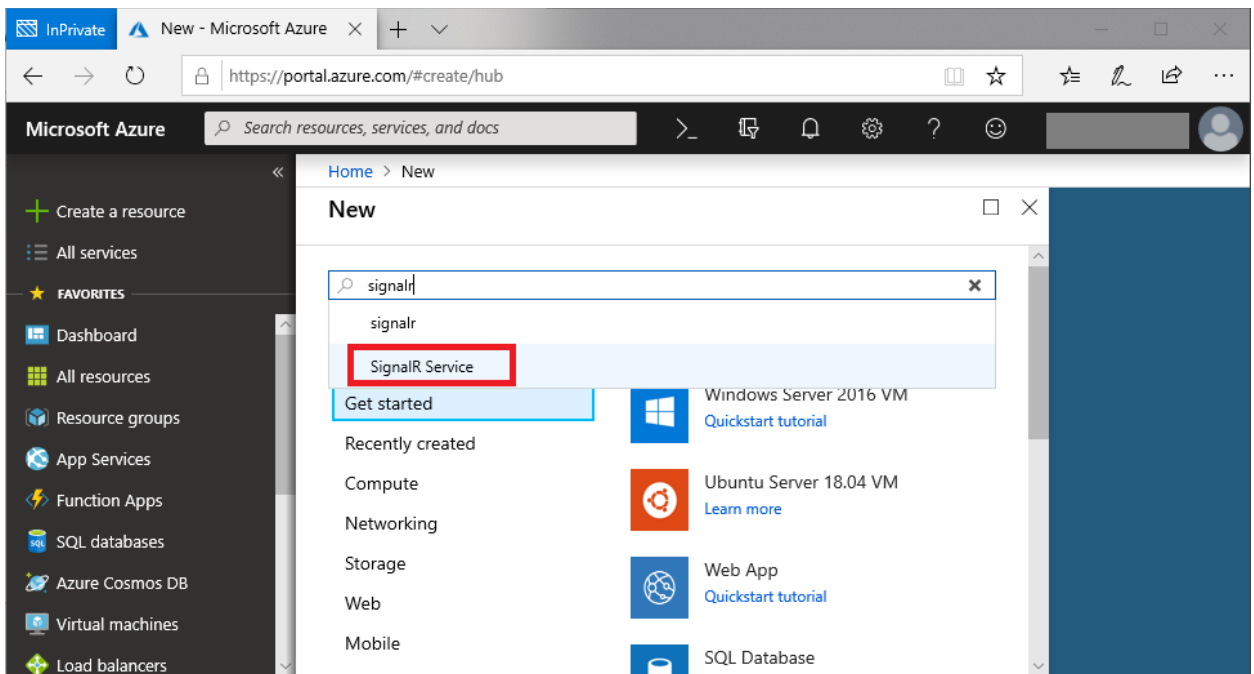 InPrivate
New - Microsoft Azure
https://portal.azure.com/#create/hub
Microsoft Azure
Search resources, services, and docs
Home > New
Create a resource
New
All services
FAVORITES
signalr
signalr
Dashboard
SignalR Service
All resources
Get started
Windows Server 2016 VM
Resource groups
Quickstart tutorial
Recently created
App Services
Compute
Ubuntu Server 18.04 VM
Function Apps
Learn more
Networking
SQL databases
Storage
Web App
Azure Cosmos DB
Quickstart tutorial
Web
Virtual machines
Mobile
SQL Database
Load balancers